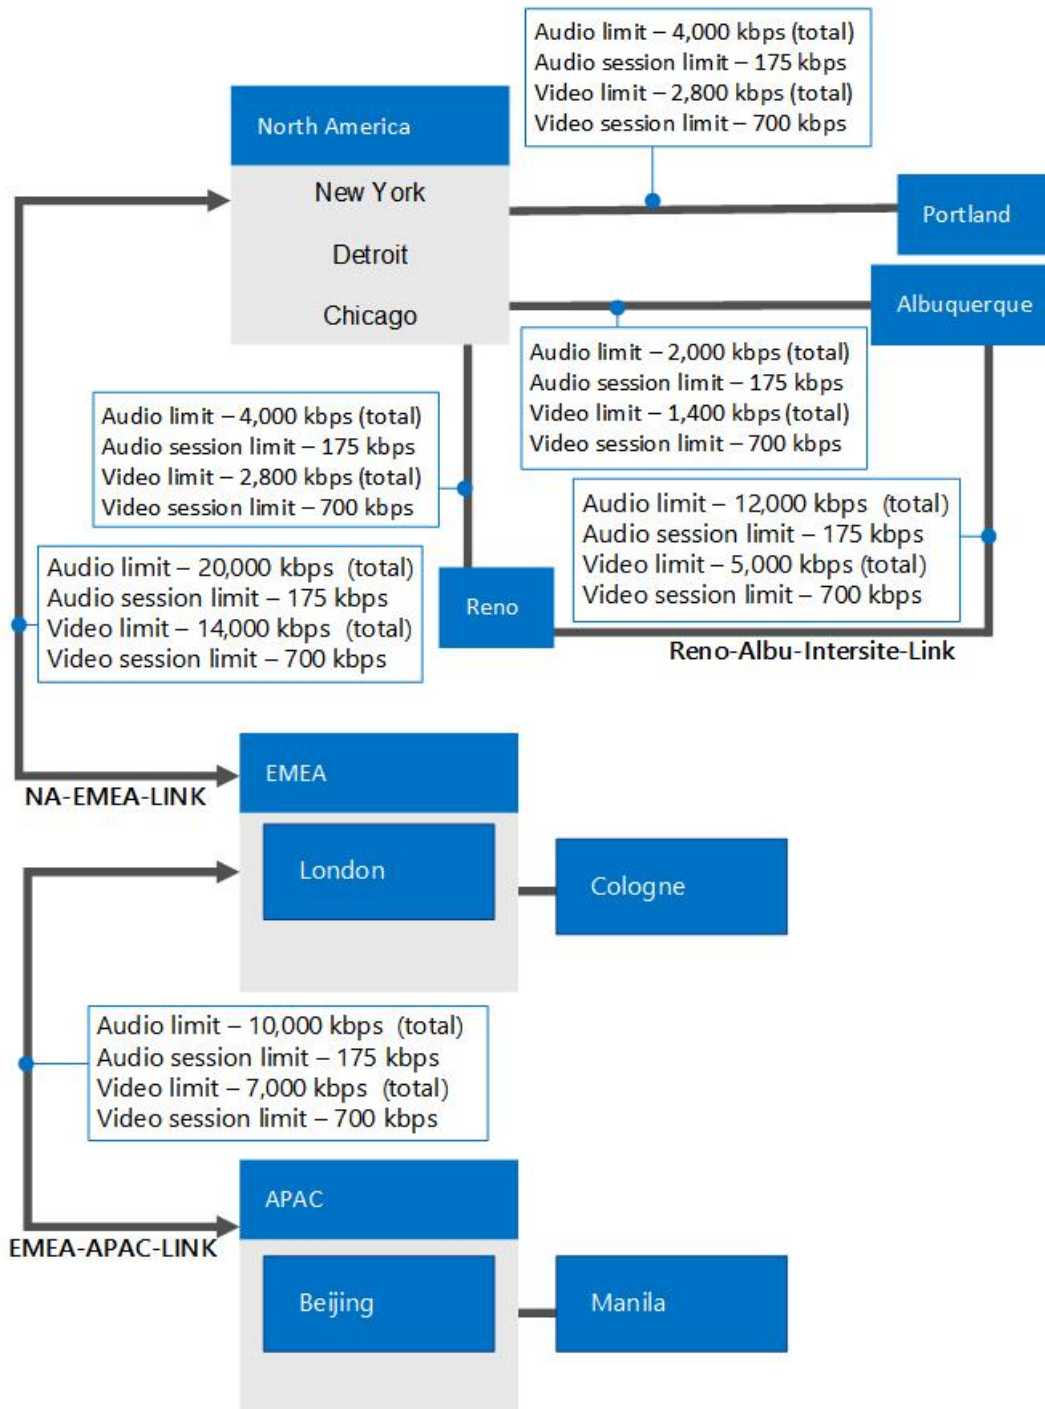 Audio limit – 4,000 kbps (total)
Audio session limit – 175 kbps
Video limit – 2,800 kbps (total)
Video session limit – 700 kbps
North America
New York
Detroit
Chicago
Portland
Albuquerque
Audio limit – 2,000 kbps (total)
Audio session limit – 175 kbps
Video limit – 1,400 kbps (total)
Video session limit – 700 kbps
Audio limit – 4,000 kbps (total)
Audio session limit – 175 kbps
Video limit – 2,800 kbps (total)
Video session limit – 700 kbps
Audio limit – 12,000 kbps (total)
Audio session limit – 175 kbps
Video limit – 5,000 kbps (total)
Video session limit – 700 kbps
Audio limit – 20,000 kbps (total)
Audio session limit – 175 kbps
Video limit – 14,000 kbps (total)
Video session limit – 700 kbps
Reno
Reno-Albu-Intersite-Link
EMEA
NA-EMEA-LINK
London
Cologne
Audio limit – 10,000 kbps (total)
Audio session limit – 175 kbps
Video limit – 7,000 kbps (total)
Video session limit – 700 kbps
APAC
EMEA-APAC-LINK
Beijing
Manila